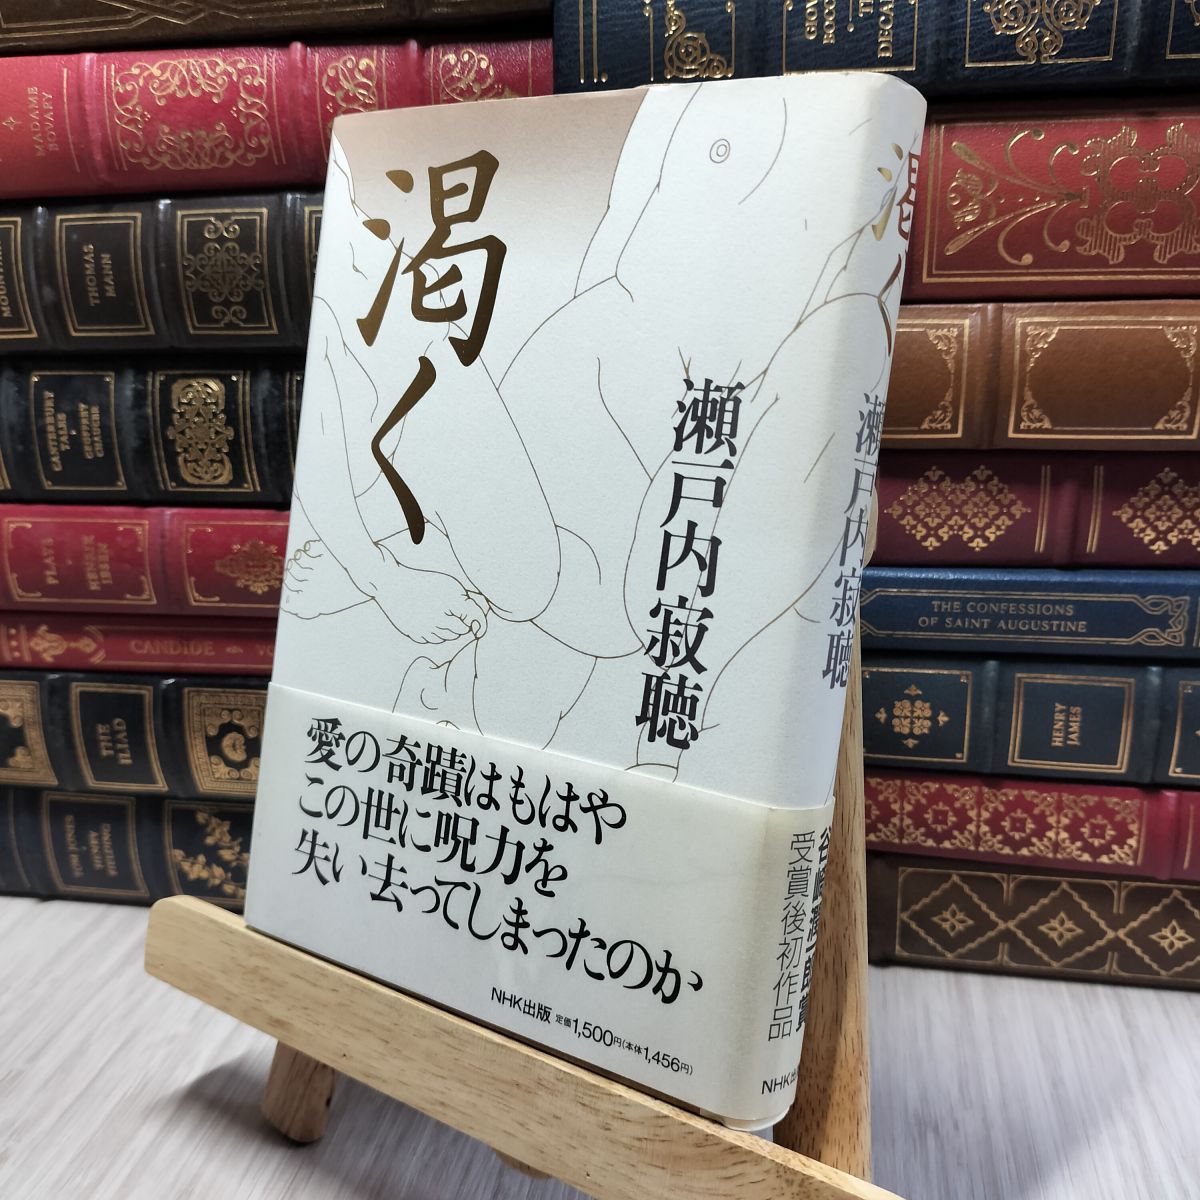 渇く
瀬戸内寂聴
愛の奇蹟はもはや
この世に呪力を
失い去ってしまったのか
NHK出版 定価1,500円(本体1,456円)
渇く
瀬戸内寂聴
谷崎潤一郎賞
受賞後初作品
NHK出
MADAME
BOVARY
MOUNTAIN
THOMAS
MANN
CANTERBURY
TALES
GEOFFREY
CHAUCER
PLAYS
HENRIK
IBSEN
CANDIDE
VO
THE
ILIAD
TOM JONES
HENRY
FIELDING
BOCC
THE
DECA
THE CONFESSIONS
OF SAINT AUGUSTINE
HENRY
JAMES